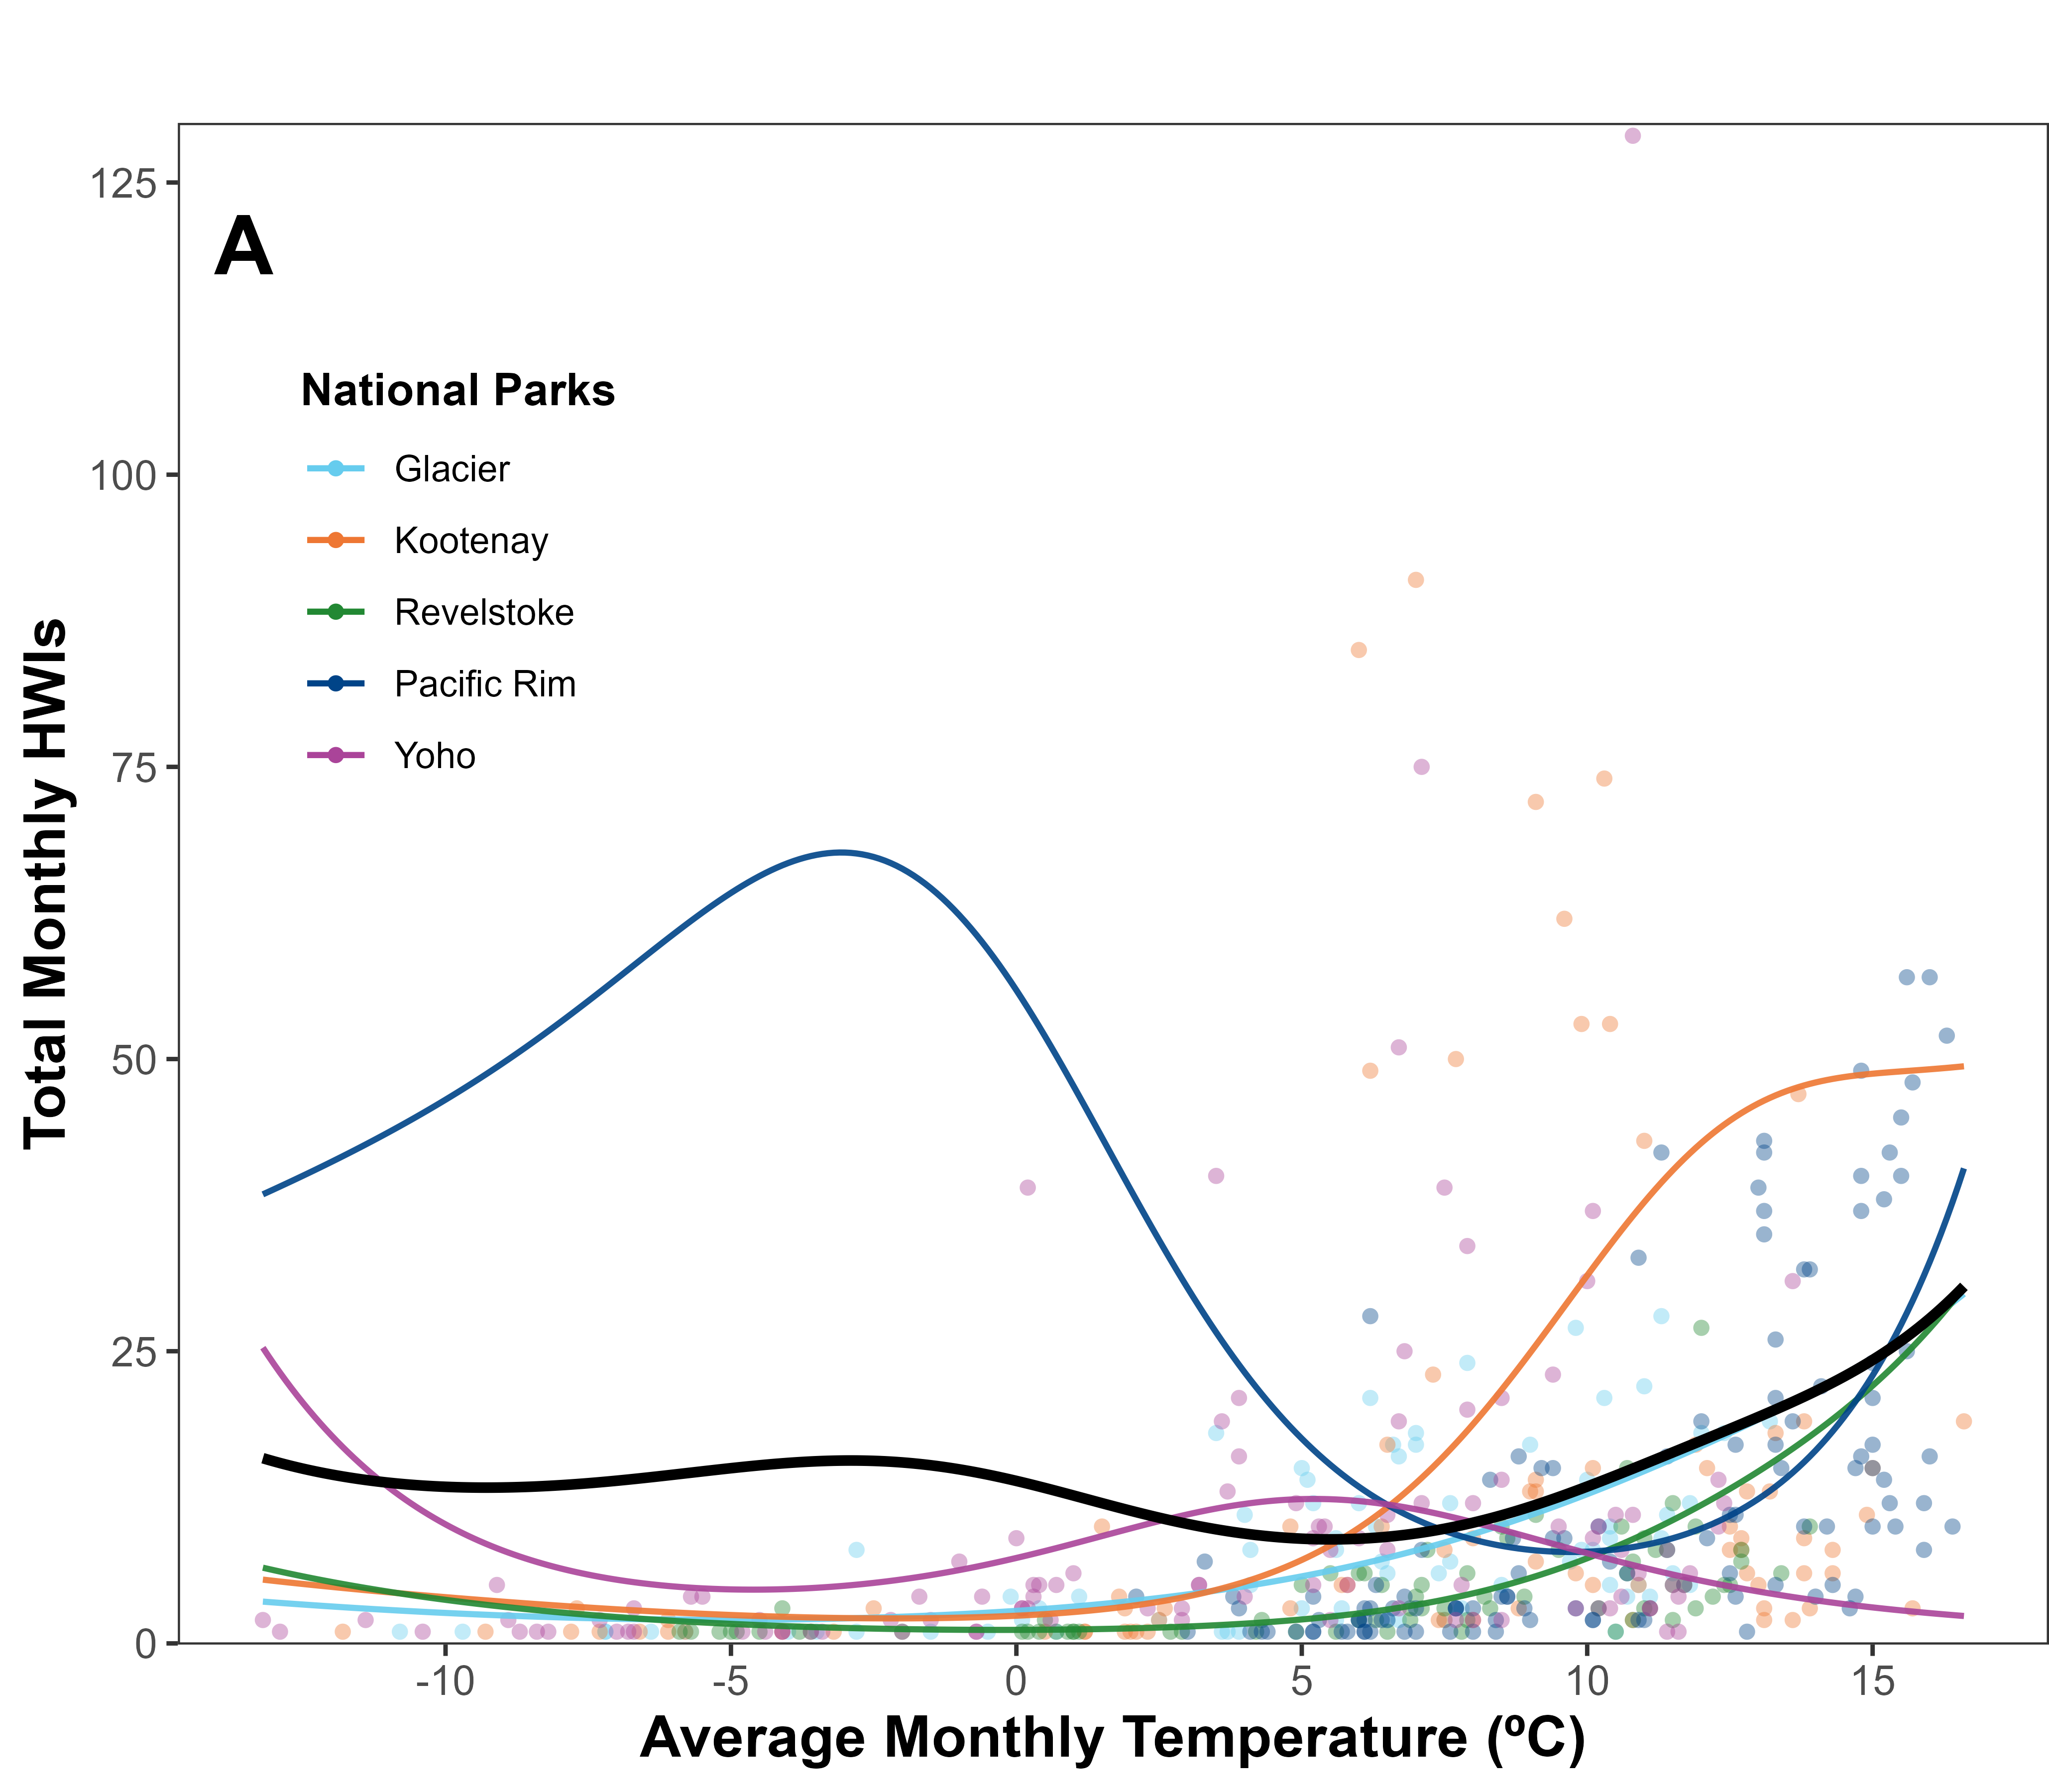 A
National Parks
Glacier
Kootenay
Revelstoke
Pacific Rim
Yoho
Total Monthly HWIs
125
100
75
50
25
0
-10 -5 0 5 10 15
Average Monthly Temperature (ºC)